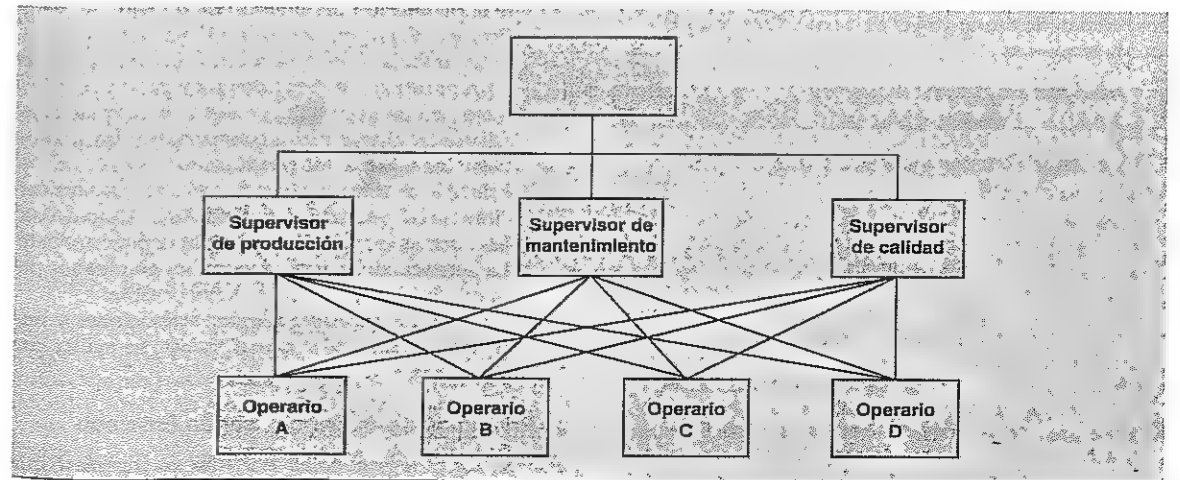 Supervisor
de producción
Supervisor de
mantenimiento
Supervisor
de calidad
Operario
A
Operario
B
Operario
C
Operario
D